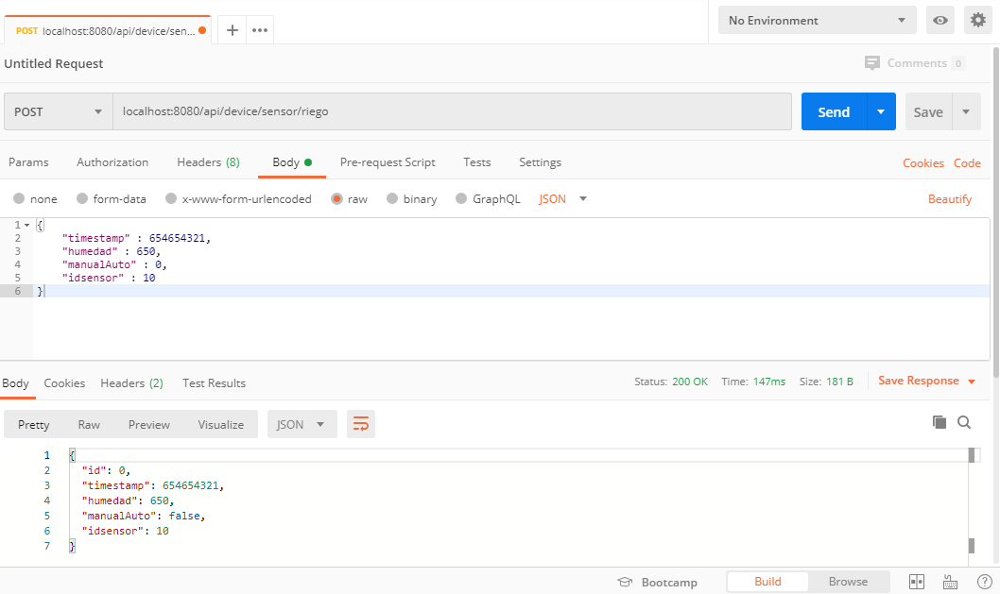 POST localhost:8080/api/device/sen... + ••• No Environment
Untitled Request Comments 0
POST localhost:8080/api/device/sensor/riego Send Save
Params Authorization Headers (8) Body Pre-request Script Tests Settings Cookies Code
none form-data x-www-form-urlencoded raw binary GraphQL JSON Beautify
1 {
2 "timestamp" : 654654321,
3 "humedad" : 650,
4 "manualAuto" : 0,
5 "idsensor" : 10
6 }
Body Cookies Headers (2) Test Results Status: 200 OK Time: 147ms Size: 181 B Save Response
Pretty Raw Preview Visualize JSON
1 {
2 "id": 0,
3 "timestamp": 654654321,
4 "humedad": 650,
5 "manualAuto": false,
6 "idsensor": 10
7 }
Bootcamp Build Browse ?